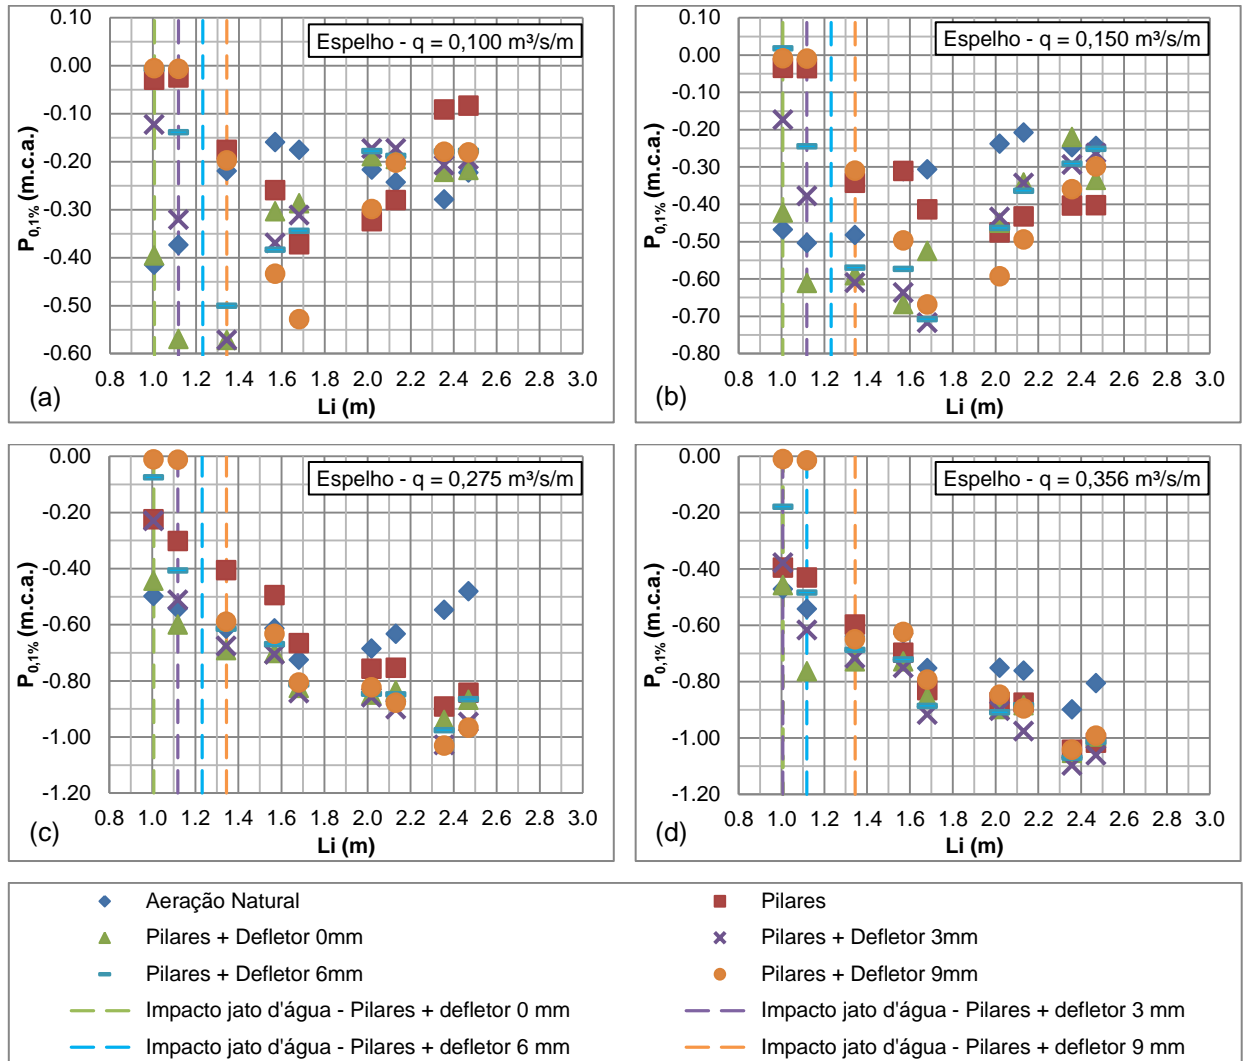 Espelho - q = 0,100 m³/s/m
P0,1% (m.c.a.)
0.10
0.00
-0.10
-0.20
-0.30
-0.40
-0.50
-0.60
0.8 1.0 1.2 1.4 1.6 1.8 2.0 2.2 2.4 2.6 2.8 3.0
(a)
Li (m)
Espelho - q = 0,150 m³/s/m
P0,1% (m.c.a.)
0.10
0.00
-0.10
-0.20
-0.30
-0.40
-0.50
-0.60
-0.70
-0.80
0.8 1.0 1.2 1.4 1.6 1.8 2.0 2.2 2.4 2.6 2.8 3.0
(b)
Li (m)
Espelho - q = 0,275 m³/s/m
P0,1% (m.c.a.)
0.00
-0.20
-0.40
-0.60
-0.80
-1.00
-1.20
0.8 1.0 1.2 1.4 1.6 1.8 2.0 2.2 2.4 2.6 2.8 3.0
(c)
Li (m)
Espelho - q = 0,356 m³/s/m
P0,1% (m.c.a.)
0.00
-0.20
-0.40
-0.60
-0.80
-1.00
-1.20
0.8 1.0 1.2 1.4 1.6 1.8 2.0 2.2 2.4 2.6 2.8 3.0
(d)
Li (m)
Aeração Natural
Pilares
Pilares + Defletor 0mm
Pilares + Defletor 3mm
Pilares + Defletor 6mm
Pilares + Defletor 9mm
Impacto jato d'água - Pilares + defletor 0 mm
Impacto jato d'água - Pilares + defletor 3 mm
Impacto jato d'água - Pilares + defletor 6 mm
Impacto jato d'água - Pilares + defletor 9 mm